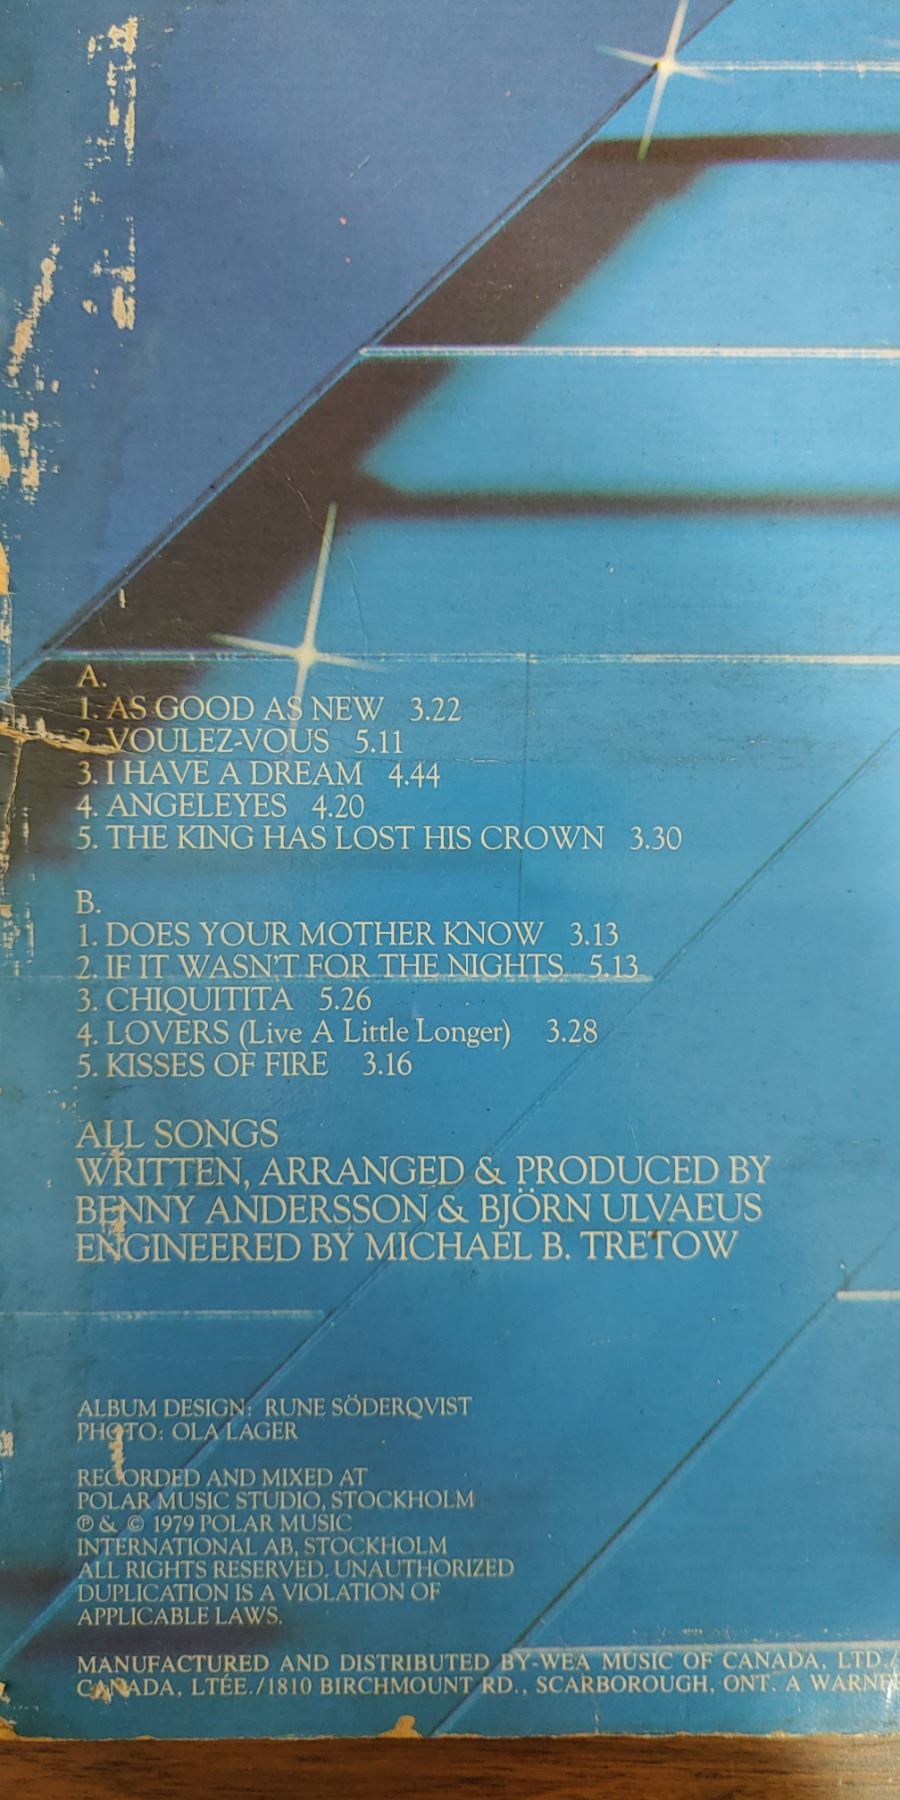 A.
1. AS GOOD AS NEW 3.22
2. VOULEZ-VOUS 5.11
3. I HAVE A DREAM 4.44
4. ANGELEYES 4.20
5. THE KING HAS LOST HIS CROWN 3.30
B.
1. DOES YOUR MOTHER KNOW 3.13
2. IF IT WASN'T FOR THE NIGHTS 5.13
3. CHIQUITITA 5.26
4. LOVERS (Live A Little Longer) 3.28
5. KISSES OF FIRE 3.16
ALL SONGS
WRITTEN, ARRANGED & PRODUCED BY
BENNY ANDERSSON & BJÖRN ULVAEUS
ENGINEERED BY MICHAEL B. TRETOW
ALBUM DESIGN: RUNE SÖDERQVIST
PHOTO: OLA LAGER
RECORDED AND MIXED AT
POLAR MUSIC STUDIO, STOCKHOLM
℗ & © 1979 POLAR MUSIC
INTERNATIONAL AB, STOCKHOLM
ALL RIGHTS RESERVED. UNAUTHORIZED
DUPLICATION IS A VIOLATION OF
APPLICABLE LAWS.
MANUFACTURED AND DISTRIBUTED BY-WEA MUSIC OF CANADA, LTD./
CANADA, LTÉE./1810 BIRCHMOUNT RD., SCARBOROUGH, ONT. A